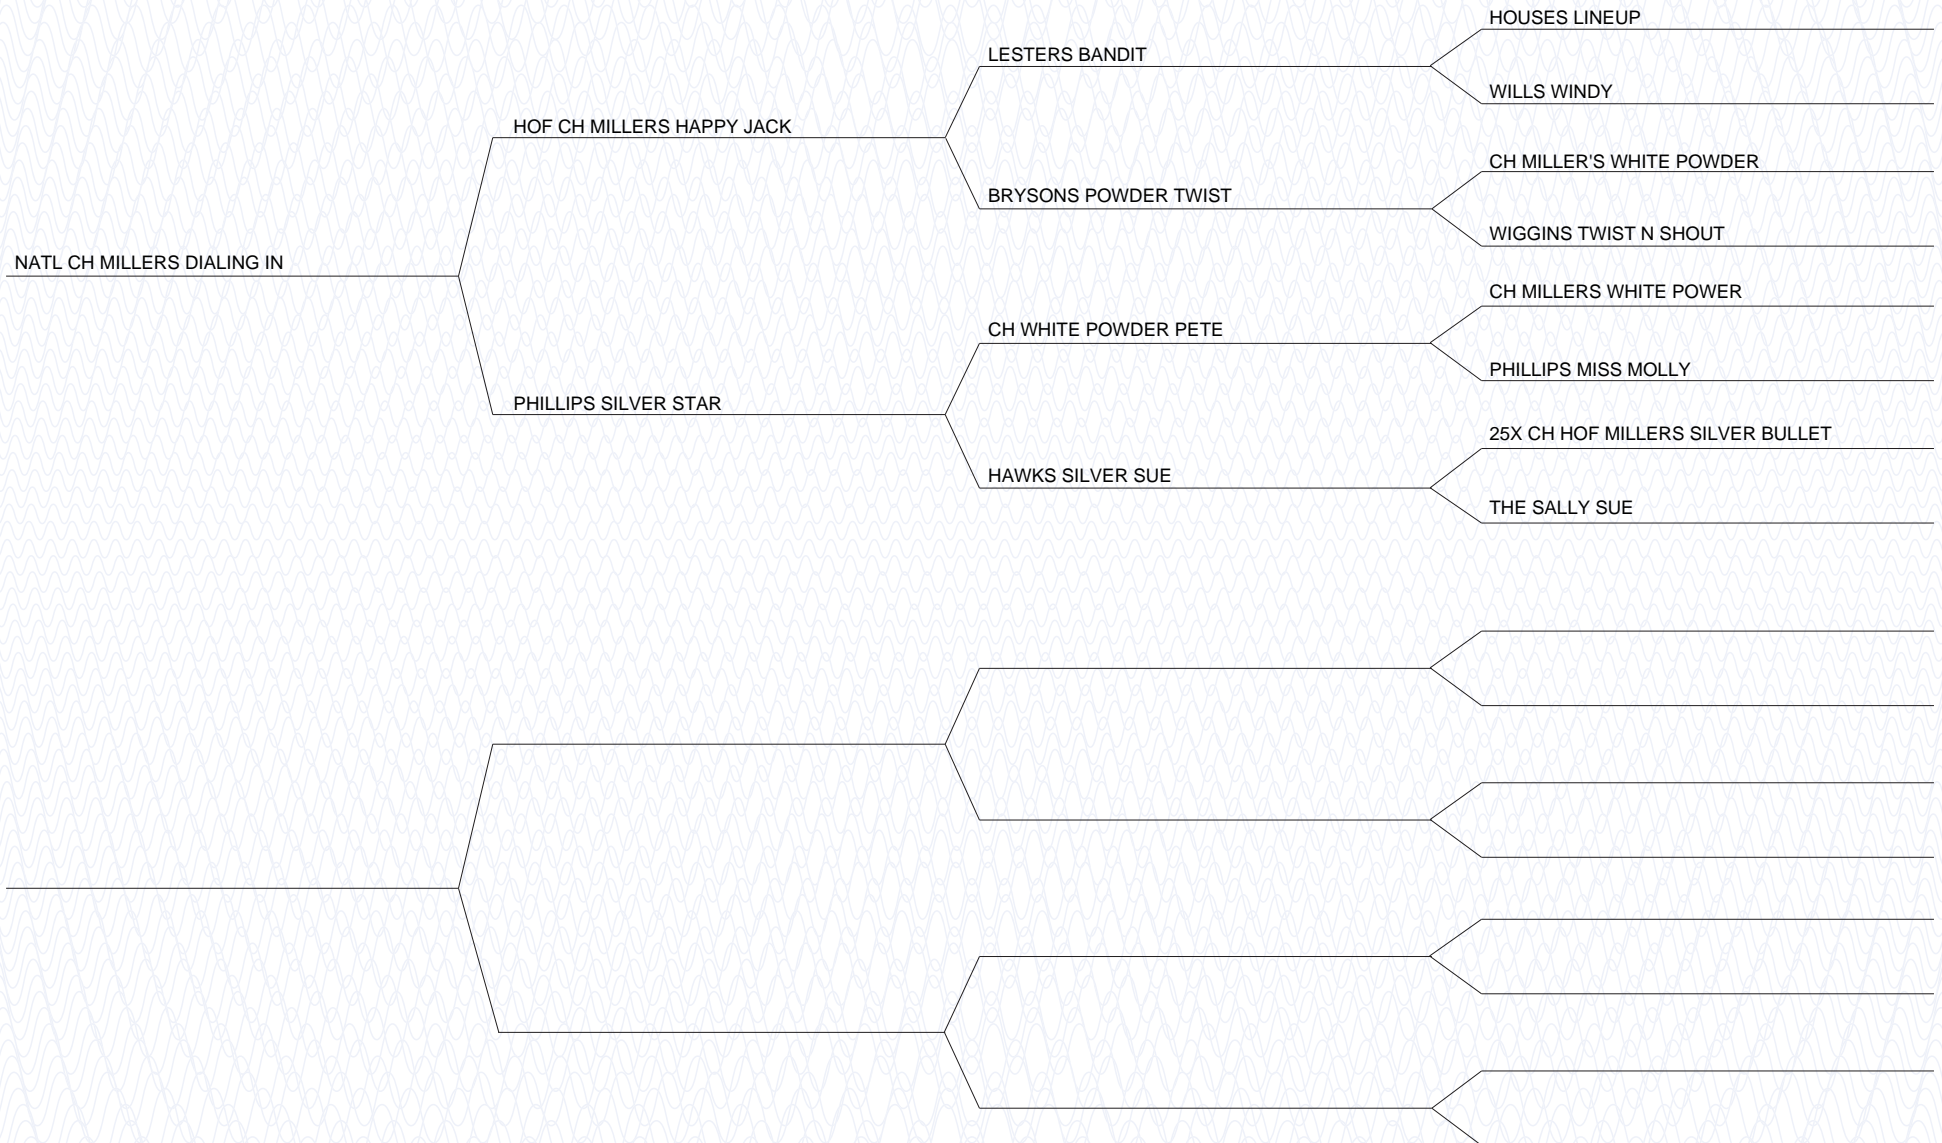 HOUSES LINEUP
LESTERS BANDIT
WILLS WINDY
HOF CH MILLERS HAPPY JACK
CH MILLER'S WHITE POWDER
BRYSONS POWDER TWIST
WIGGINS TWIST N SHOUT
NATL CH MILLERS DIALING IN
CH MILLERS WHITE POWER
CH WHITE POWDER PETE
PHILLIPS MISS MOLLY
PHILLIPS SILVER STAR
25X CH HOF MILLERS SILVER BULLET
HAWKS SILVER SUE
THE SALLY SUE